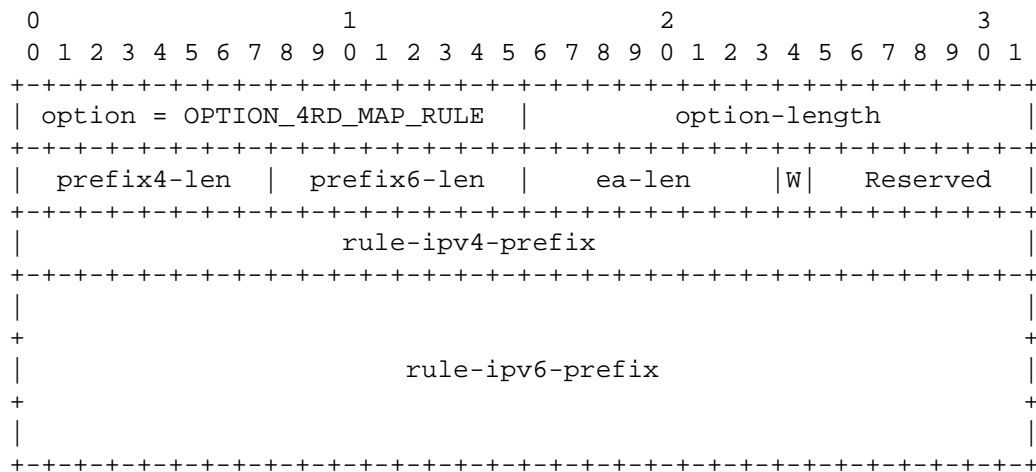 0                   1                   2                   3
 0 1 2 3 4 5 6 7 8 9 0 1 2 3 4 5 6 7 8 9 0 1 2 3 4 5 6 7 8 9 0 1
+-+-+-+-+-+-+-+-+-+-+-+-+-+-+-+-+-+-+-+-+-+-+-+-+-+-+-+-+-+-+-+-+
| option = OPTION_4RD_MAP_RULE  |         option-length         |
+-+-+-+-+-+-+-+-+-+-+-+-+-+-+-+-+-+-+-+-+-+-+-+-+-+-+-+-+-+-+-+-+
|  prefix4-len  |  prefix6-len  |    ea-len     |W|   Reserved  |
+-+-+-+-+-+-+-+-+-+-+-+-+-+-+-+-+-+-+-+-+-+-+-+-+-+-+-+-+-+-+-+-+
|                    rule-ipv4-prefix                           |
+-+-+-+-+-+-+-+-+-+-+-+-+-+-+-+-+-+-+-+-+-+-+-+-+-+-+-+-+-+-+-+-+
|                                                               |
+                                                               +
|                        rule-ipv6-prefix                       |
+                                                               +
|                                                               |
+-+-+-+-+-+-+-+-+-+-+-+-+-+-+-+-+-+-+-+-+-+-+-+-+-+-+-+-+-+-+-+-+